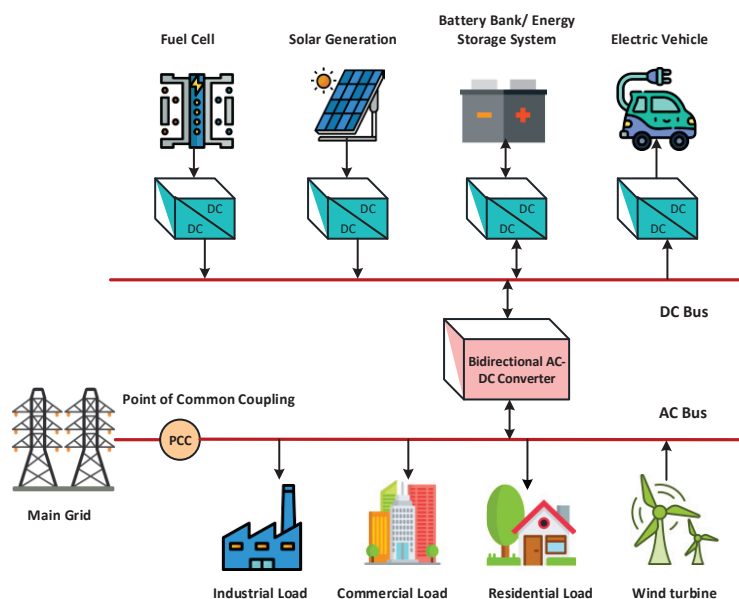 Fuel Cell
Solar Generation
Battery Bank/ Energy
Storage System
Electric Vehicle
DC
DC
DC
DC
DC
DC
DC
DC
DC Bus
Bidirectional AC-
DC Converter
Point of Common Coupling
AC Bus
PCC
Main Grid
Industrial Load
Commercial Load
Residential Load
Wind turbine